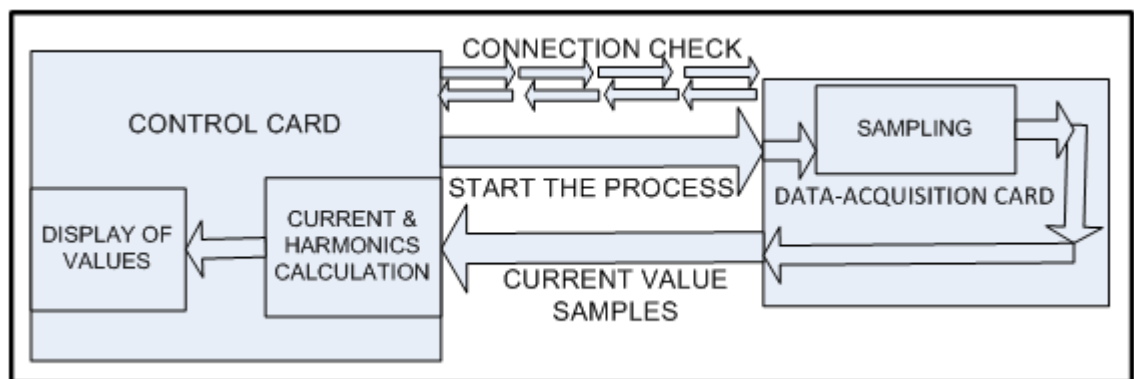 CONNECTION CHECK
CONTROL CARD
SAMPLING
START THE PROCESS
DATA-ACQUISITION CARD
DISPLAY OF
VALUES
CURRENT &
HARMONICS
CALCULATION
CURRENT VALUE
SAMPLES